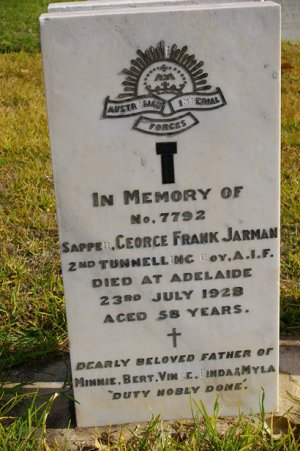 AUSTRALIAN IMPERIAL
FORCES
T
IN MEMORY OF
NO. 7792
SAPPER, GEORGE FRANK JARMAN
2ND TUNNELLING COY, A.I.F.
DIED AT ADELAIDE
23RD JULY 1928
AGED 58 YEARS.
DEARLY BELOVED FATHER OF
MINNIE, BERT, LINDA & MYLA
"DUTY NOBLY DONE"